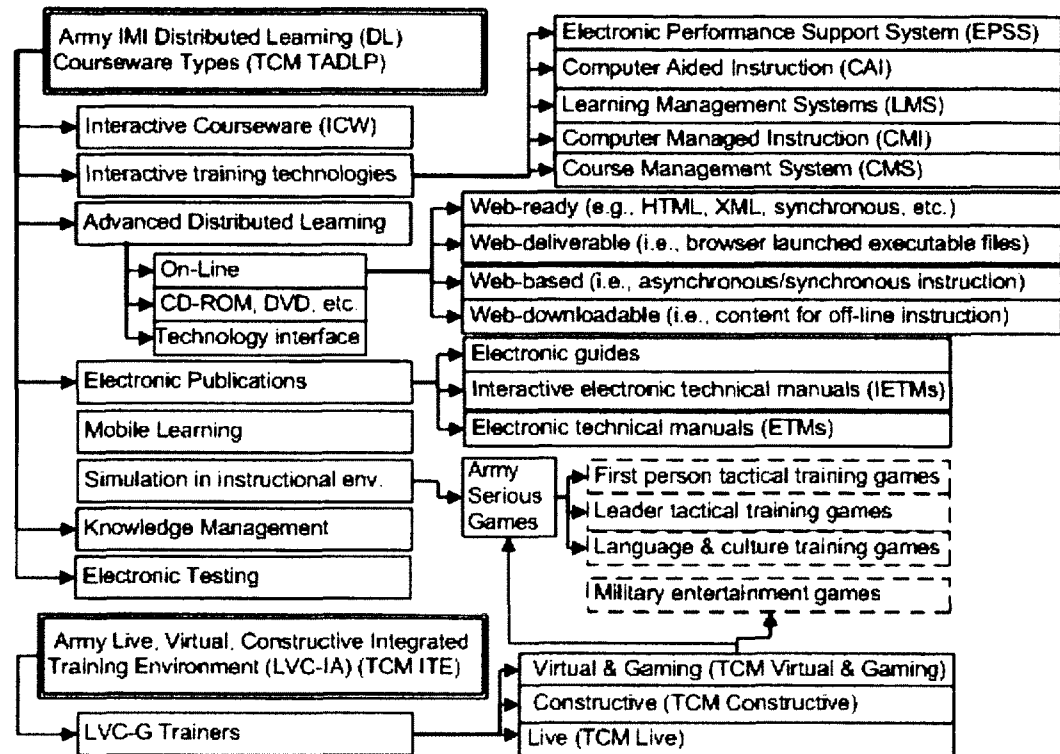 Army IMI Distributed Learning (DL)
Courseware Types (TCM TADLP)
Interactive Courseware (ICW)
Interactive training technologies
Advanced Distributed Learning
On-Line
CD-ROM, DVD, etc.
Technology interface
Electronic Publications
Mobile Learning
Simulation in instructional env.
Knowledge Management
Electronic Testing
Electronic Performance Support System (EPSS)
Computer Aided Instruction (CAI)
Learning Management Systems (LMS)
Computer Managed Instruction (CMI)
Course Management System (CMS)
Web-ready (e.g., HTML, XML, synchronous, etc.)
Web-deliverable (i.e., browser launched executable files)
Web-based (i.e., asynchronous/synchronous instruction)
Web-downloadable (i.e., content for off-line instruction)
Electronic guides
Interactive electronic technical manuals (IETMs)
Electronic technical manuals (ETMs)
Army
Serious
Games
First person tactical training games
Leader tactical training games
Language & culture training games
Military entertainment games
Army Live, Virtual, Constructive Integrated
Training Environment (LVC-IA) (TCM ITE)
LVC-G Trainers
Virtual & Gaming (TCM Virtual & Gaming)
Constructive (TCM Constructive)
Live (TCM Live)